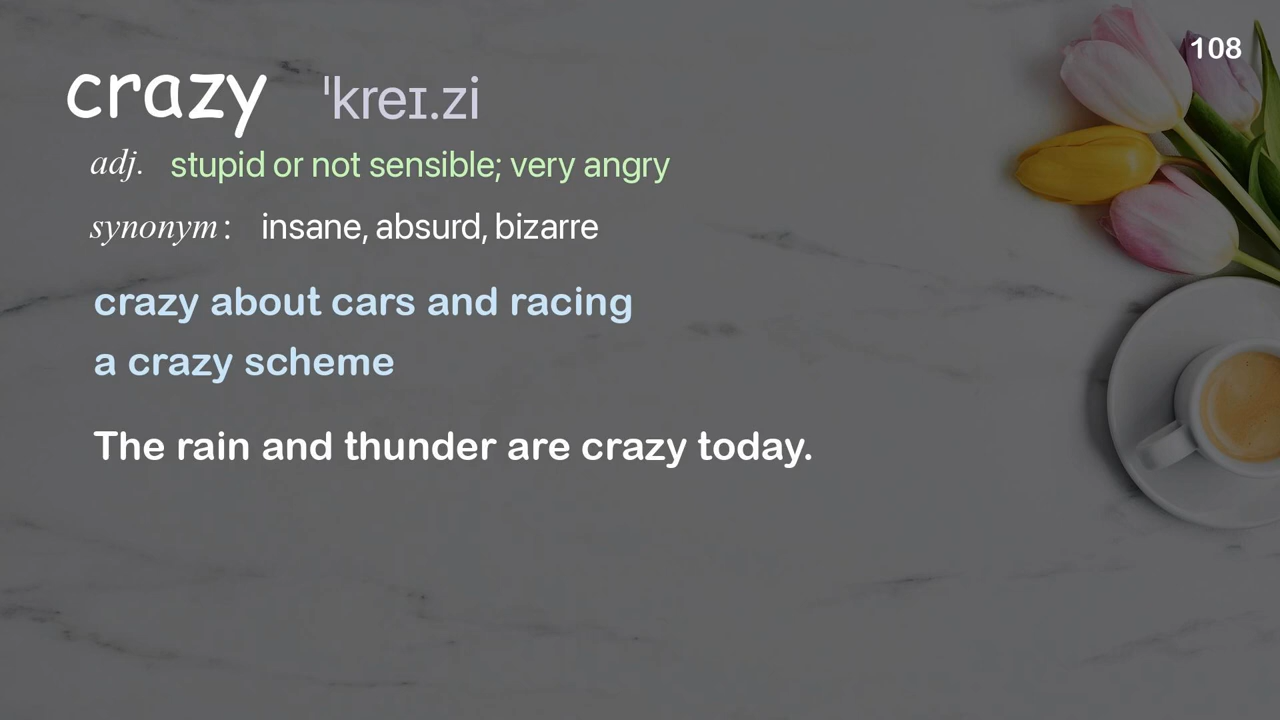 108
crazy ˈkreɪ.zi
adj. stupid or not sensible; very angry
synonym: insane, absurd, bizarre
crazy about cars and racing
a crazy scheme
The rain and thunder are crazy today.